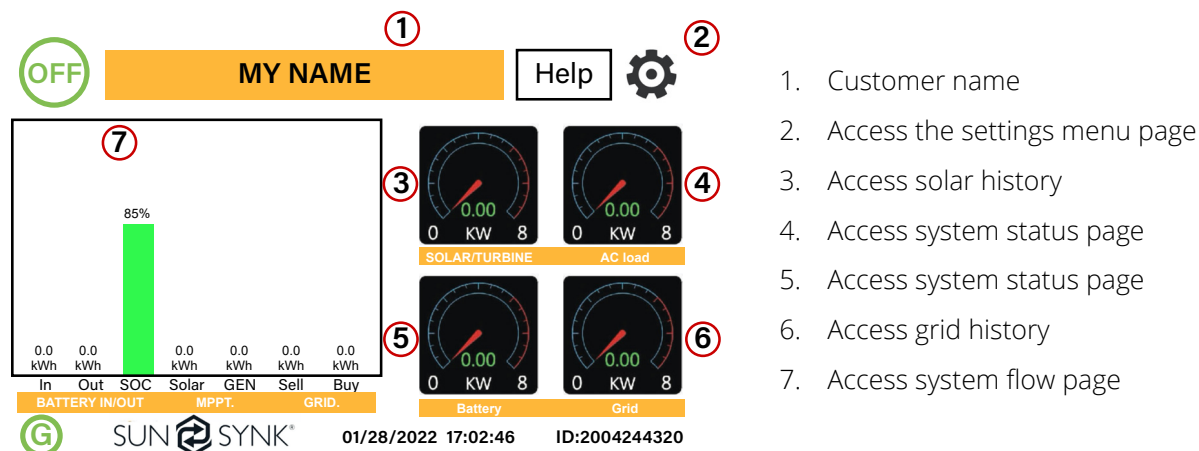 1
2
OFF
MY NAME
Help
7
3
4
85%
0.00
0 KW 8
0.00
0 KW 8
SOLAR/TURBINE
AC load
5
6
0.0 0.0 0.0 0.0 0.0 0.0
kWh kWh kWh kWh kWh kWh
In Out SOC Solar GEN Sell Buy
BATTERY IN/OUT MPPT. GRID.
0.00
0 KW 8
0.00
0 KW 8
Battery
Grid
G
SUN SYNK®
01/28/2022 17:02:46 ID:2004244320
1. Customer name
2. Access the settings menu page
3. Access solar history
4. Access system status page
5. Access system status page
6. Access grid history
7. Access system flow page